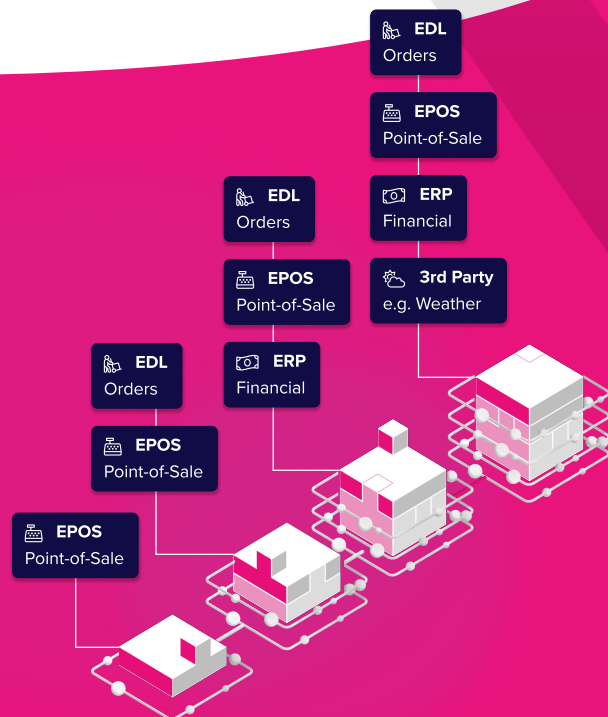 EDL
Orders
EPOS
Point-of-Sale
ERP
Financial
3rd Party
e.g. Weather
EDL
Orders
EPOS
Point-of-Sale
ERP
Financial
EDL
Orders
EPOS
Point-of-Sale
EPOS
Point-of-Sale